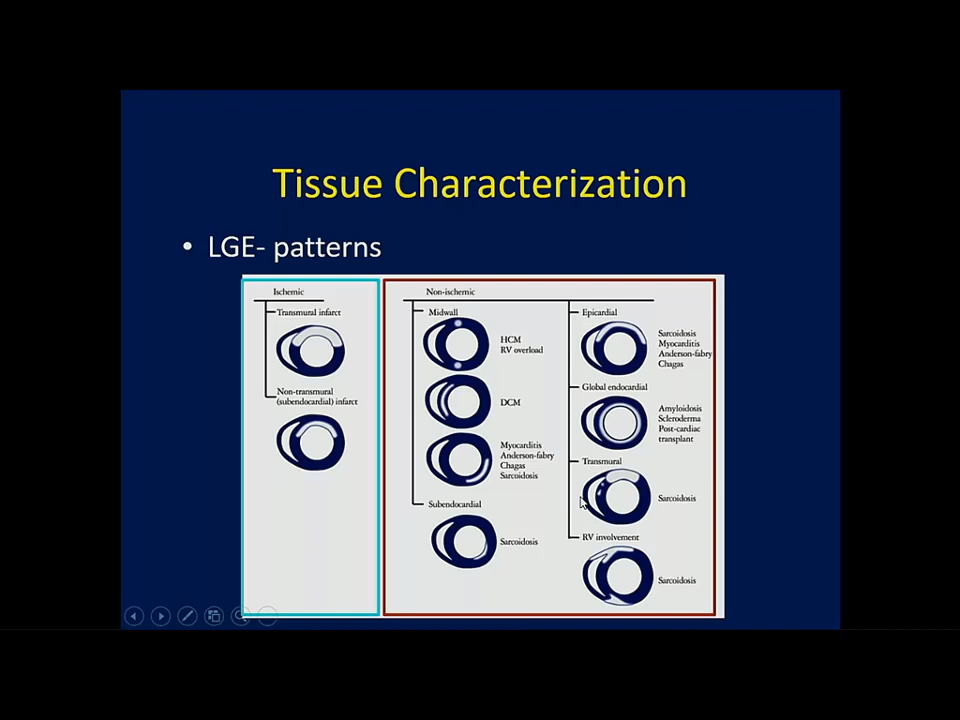 Tissue Characterization
• LGE- patterns
Ischemic
Transmural infarct
Non-transmural
(subendocardial) infarct
Non-ischemic
Midwall
HCM
RV overload
DCM
Myocarditis
Anderson-fabry
Chagas
Sarcoidosis
Subendocardial
Sarcoidosis
Epicardial
Sarcoidosis
Myocarditis
Anderson-fabry
Chagas
Global endocardial
Amyloidosis
Scleroderma
Post-cardiac
transplant
Transmural
Sarcoidosis
RV involvement
Sarcoidosis